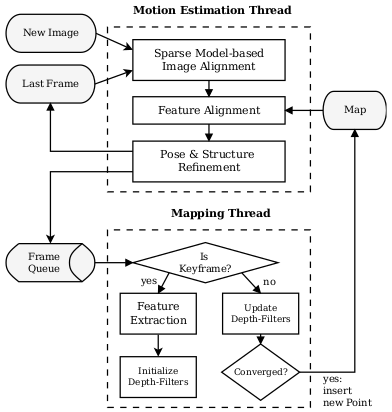 Motion Estimation Thread
New Image
Sparse Model-based
Image Alignment
Last Frame
Feature Alignment
Map
Pose & Structure
Refinement
Mapping Thread
Frame
Queue
Is
Keyframe?
yes
no
Feature
Extraction
Update
Depth-Filters
Initialize
Depth-Filters
Converged?
yes:
insert
new Point